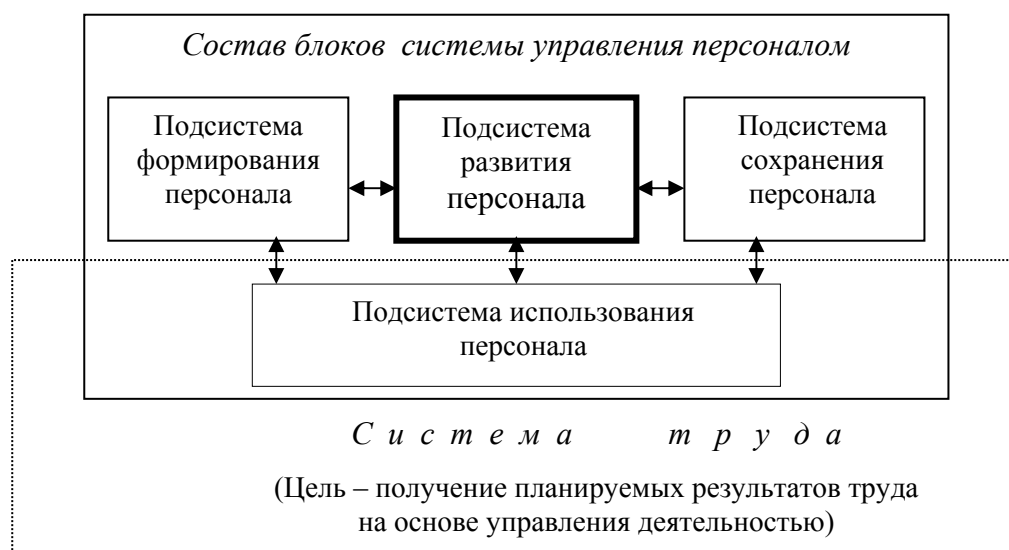 Состав блоков системы управления персоналом
Подсистема
формирования
персонала
Подсистема
развития
персонала
Подсистема
сохранения
персонала
Подсистема использования
персонала
Система труда
(Цель – получение планируемых результатов труда
на основе управления деятельностью)